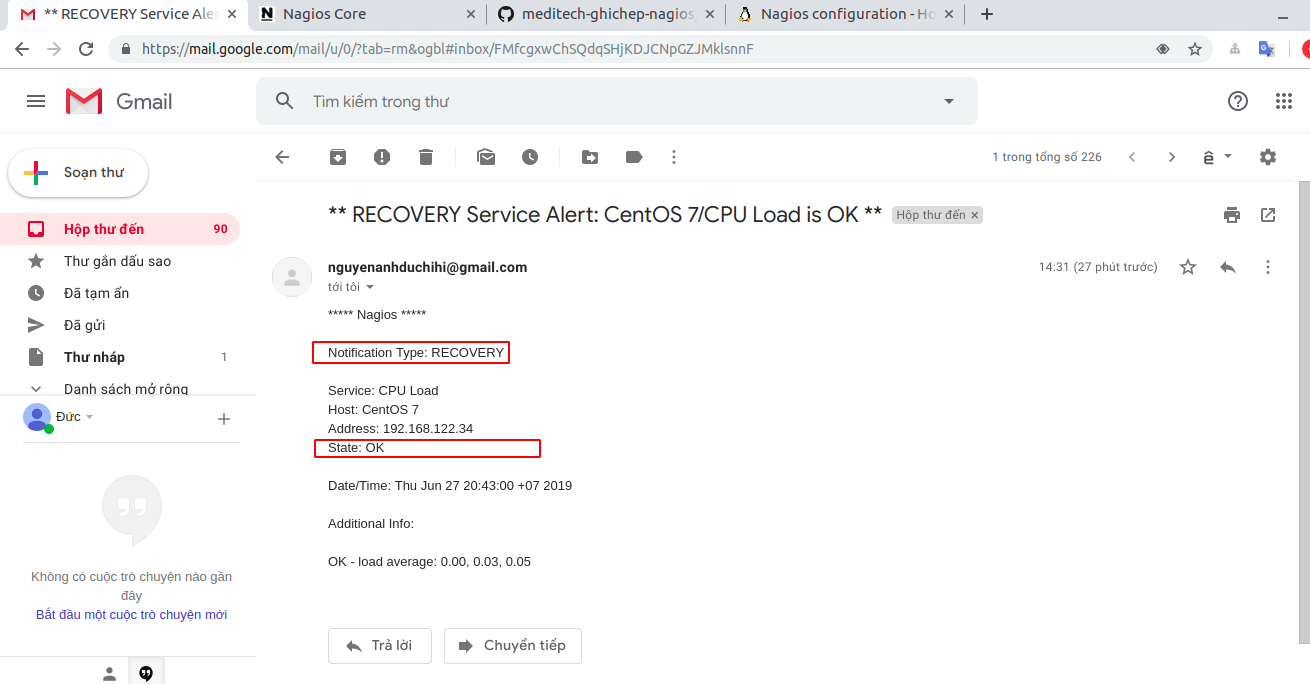 ** RECOVERY Service Aler
Nagios Core
meditech-ghichep-nagios
Nagios configuration - Ho
https://mail.google.com/mail/u/0/?tab=rm&ogbl#inbox/FMfcgxwChSQdqSHjKDJCNpGZJMklsnnF
Gmail
Tìm kiếm trong thư
Soạn thư
1 trong tổng số 226
ê
** RECOVERY Service Alert: CentOS 7/CPU Load is OK **
Hộp thư đến ×
Hộp thư đến 90
Thư gắn dấu sao
Đã tạm ẩn
Đã gửi
Thư nháp 1
Danh sách mở rộng
Đức
Không có cuộc trò chuyện nào gần
đây
Bắt đầu một cuộc trò chuyện mới
nguyenanhduchihi@gmail.com
14:31 (27 phút trước)
tới tôi
***** Nagios *****
Notification Type: RECOVERY
Service: CPU Load
Host: CentOS 7
Address: 192.168.122.34
State: OK
Date/Time: Thu Jun 27 20:43:00 +07 2019
Additional Info:
OK - load average: 0.00, 0.03, 0.05
Trả lời
Chuyển tiếp